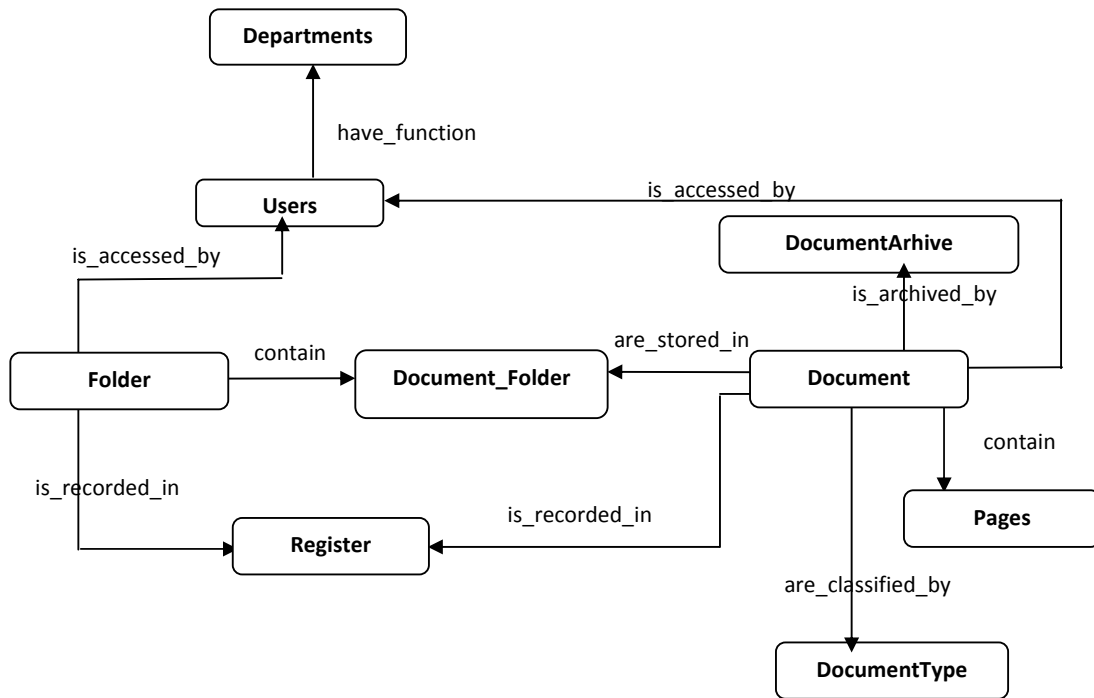 Departments
have_function
is_accessed_by
Users
is_accessed_by
DocumentArhive
is_archived_by
contain
are_stored_in
Folder
Document_Folder
Document
contain
is_recorded_in
Pages
is_recorded_in
Register
are_classified_by
DocumentType